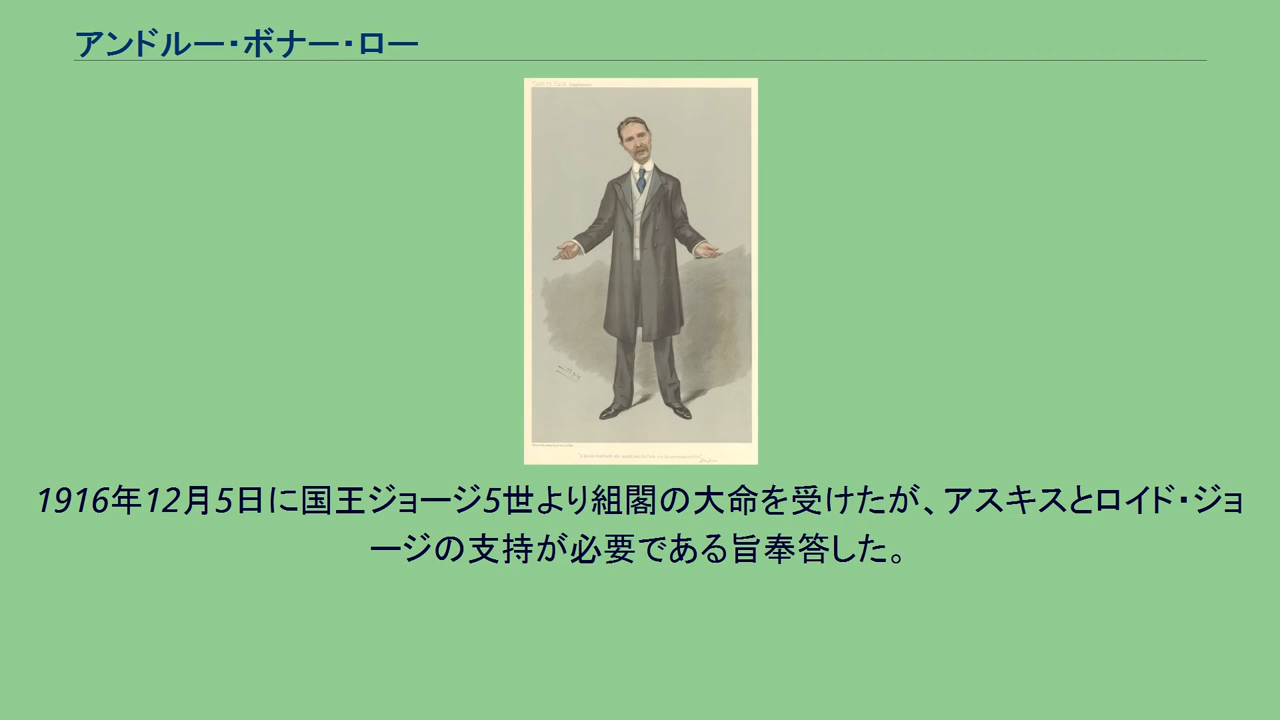 アンドルー・ボナー・ロー
1916年12月5日に国王ジョージ5世より組閣の大命を受けたが、アスキスとロイド・ジョ
ージの支持が必要である旨奉答した。